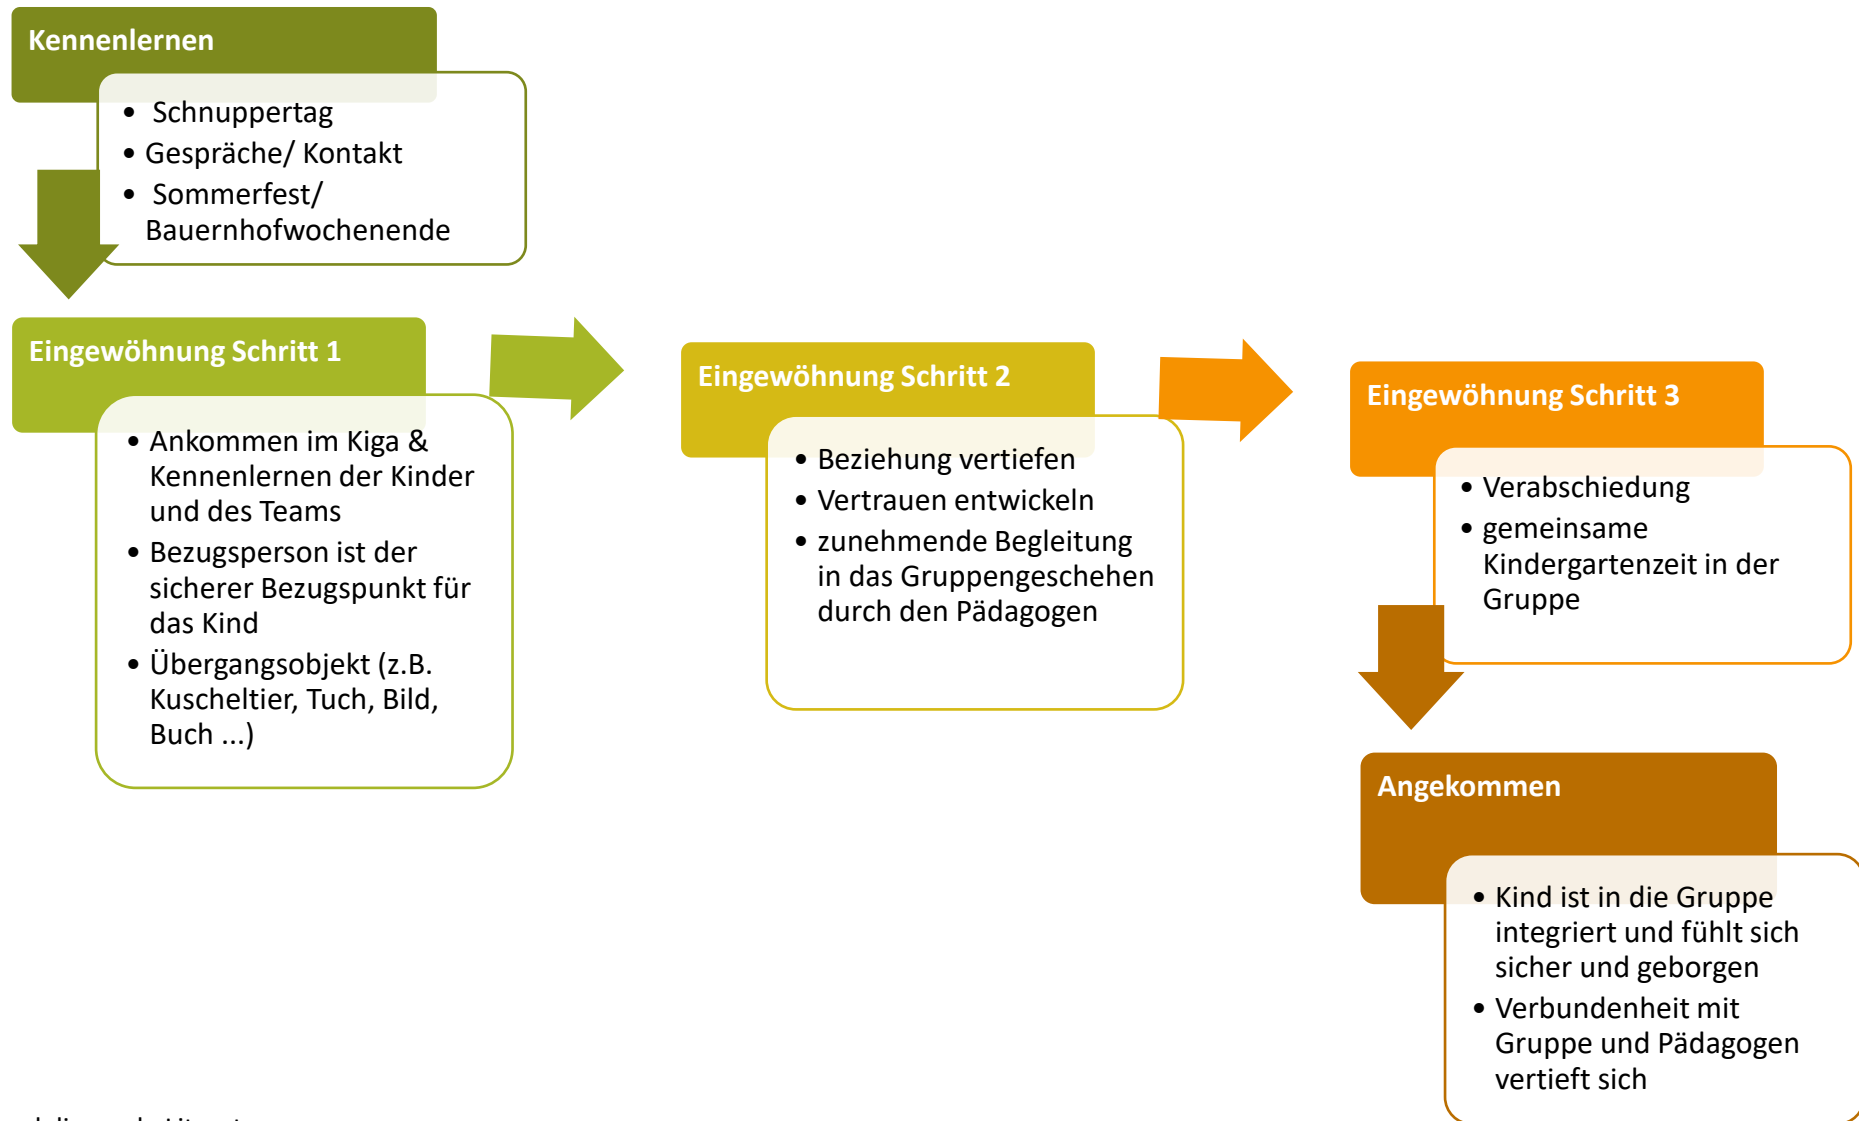 Kennenlernen
• Schnuppertag
• Gespräche/ Kontakt
• Sommerfest/
Bauernhofwochenende
Eingewöhnung Schritt 1
• Ankommen im Kiga &
Kennenlernen der Kinder
und des Teams
• Bezugsperson ist der
sicherer Bezugspunkt für
das Kind
• Übergangsobjekt (z.B.
Kuscheltier, Tuch, Bild,
Buch ...)
Eingewöhnung Schritt 2
• Beziehung vertiefen
• Vertrauen entwickeln
• zunehmende Begleitung
in das Gruppengeschehen
durch den Pädagogen
Eingewöhnung Schritt 3
• Verabschiedung
• gemeinsame
Kindergartenzeit in der
Gruppe
Angekommen
• Kind ist in die Gruppe
integriert und fühlt sich
sicher und geborgen
• Verbundenheit mit
Gruppe und Pädagogen
vertieft sich